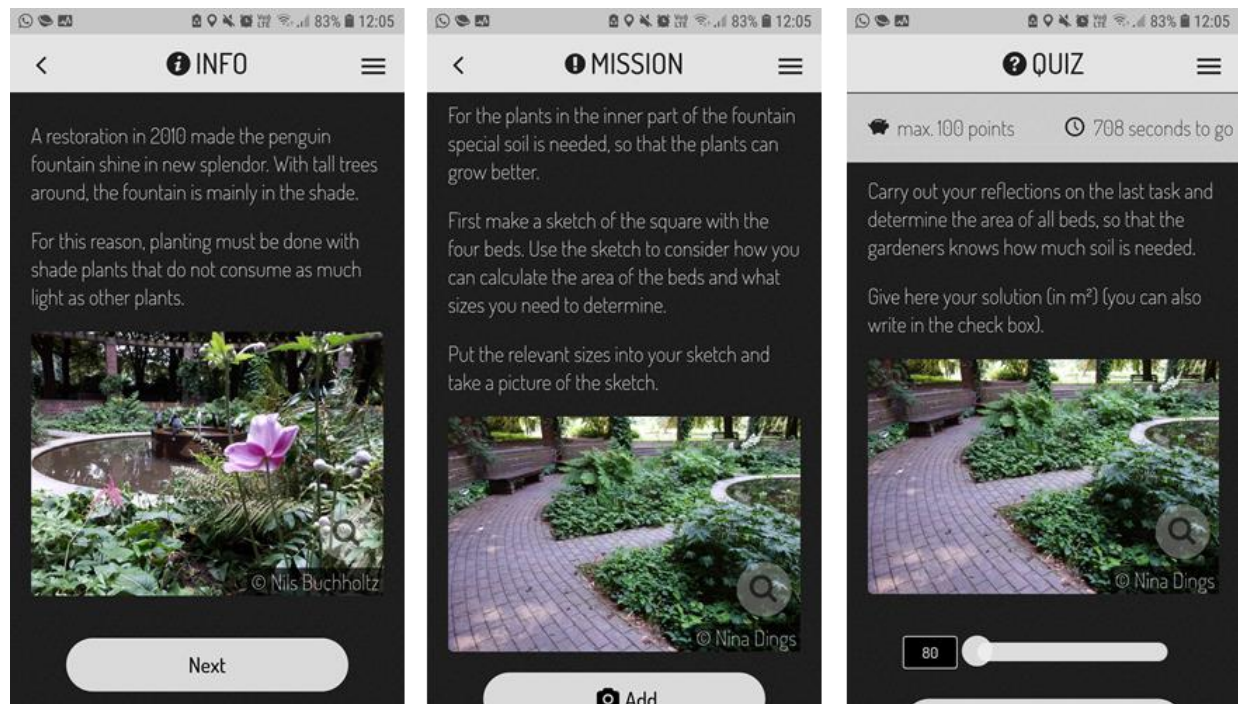 83% 12:05
INFO
A restoration in 2010 made the penguin
fountain shine in new splendor. With tall trees
around, the fountain is mainly in the shade.
For this reason, planting must be done with
shade plants that do not consume as much
light as other plants.
© Nils Buchholtz
Next
83% 12:05
MISSION
For the plants in the inner part of the fountain
special soil is needed, so that the plants can
grow better.
First make a sketch of the square with the
four beds. Use the sketch to consider how you
can calculate the area of the beds and what
sizes you need to determine.
Put the relevant sizes into your sketch and
take a picture of the sketch.
© Nina Dings
Add
83% 12:05
QUIZ
max. 100 points 708 seconds to go
Carry out your reflections on the last task and
determine the area of all beds, so that the
gardeners knows how much soil is needed.
Give here your solution (in m²) (you can also
write in the check box).
© Nina Dings
80